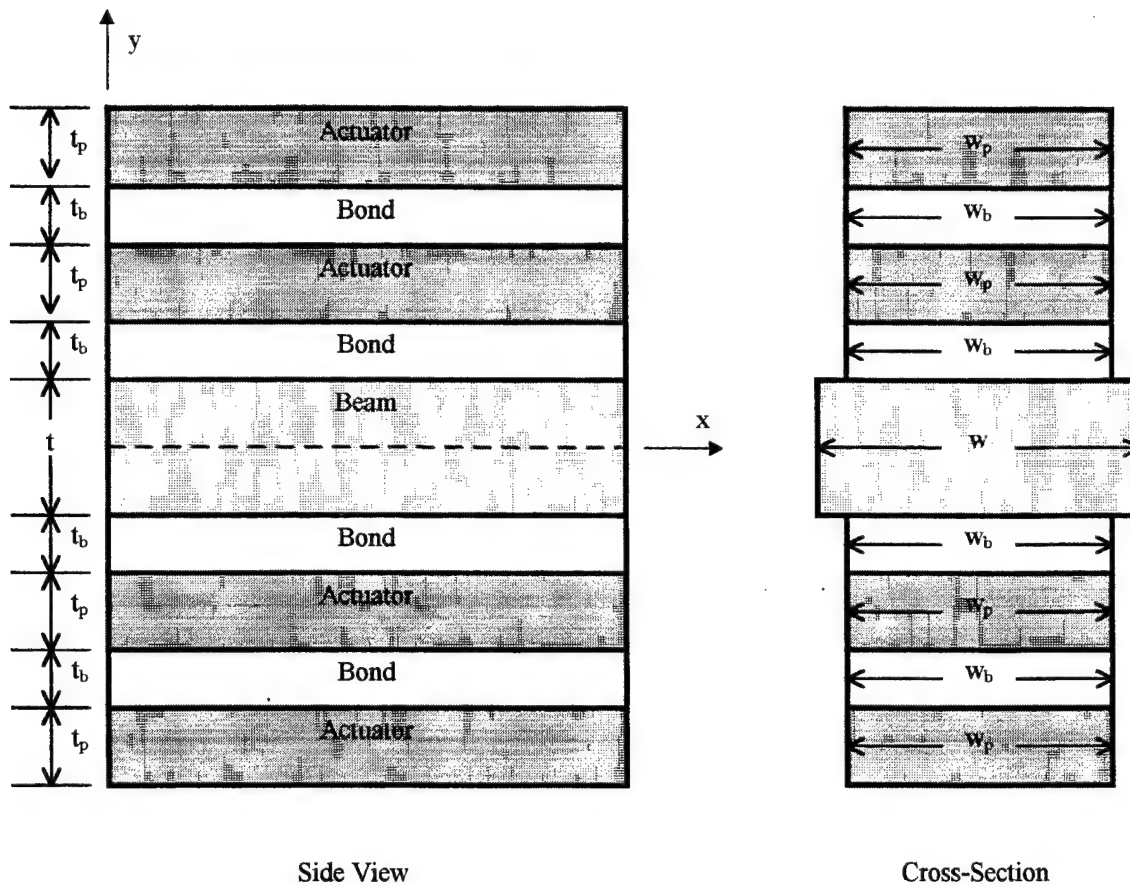 y
t_p Actuator w_p
t_b Bond w_b
t_p Actuator w_p
t_b Bond w_b
Beam
x
t w
t_b Bond w_b
t_p Actuator w_p
t_b Bond w_b
t_p Actuator w_p
Side View Cross-Section